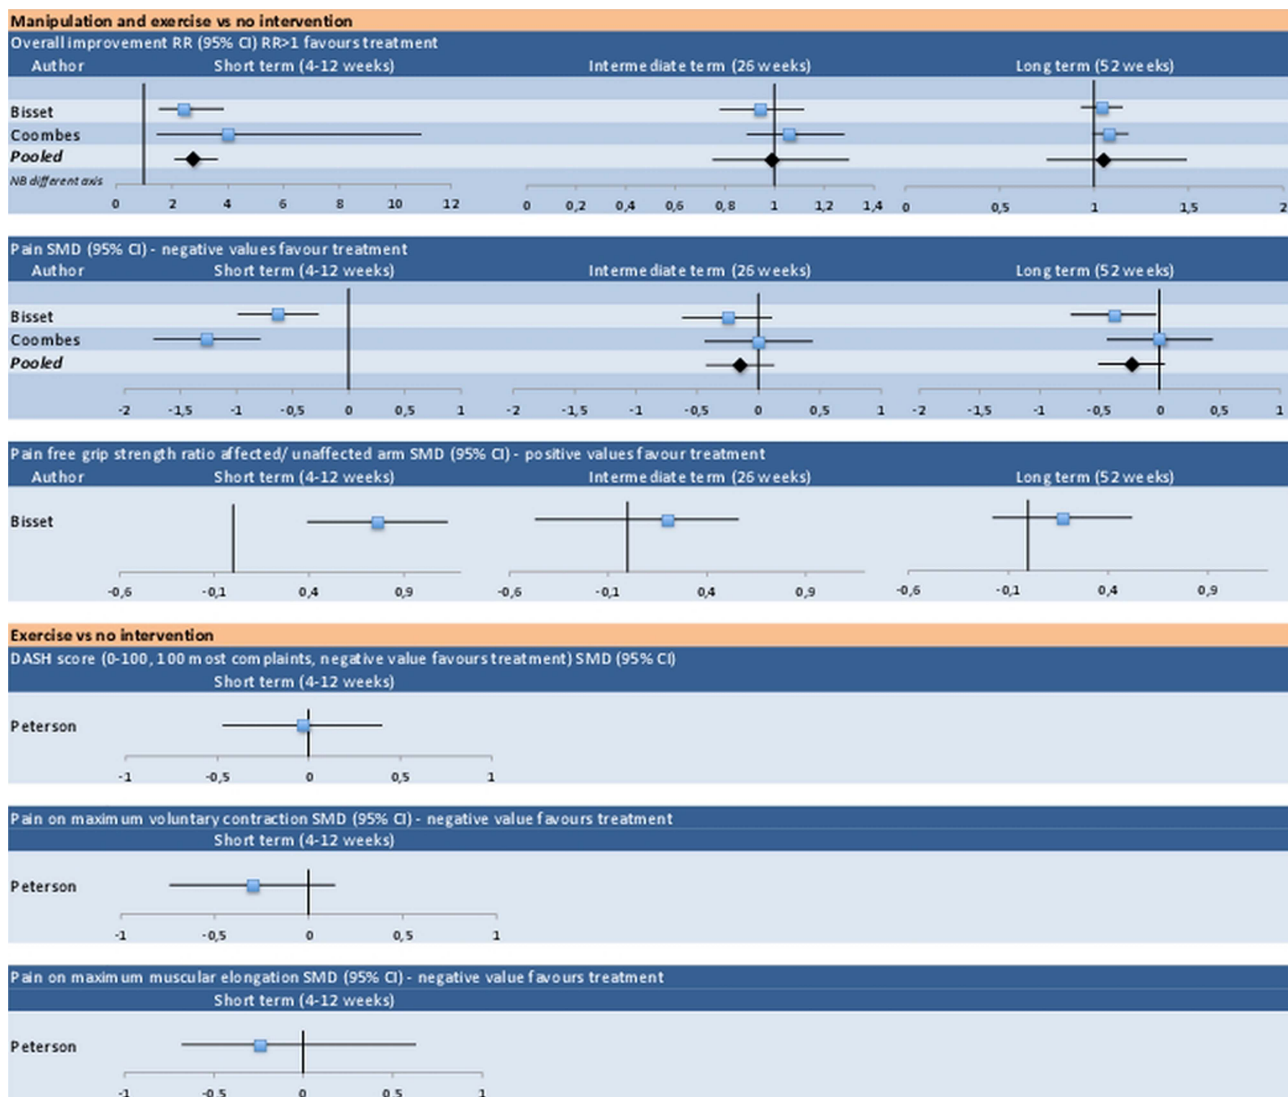 Manipulation and exercise vs no intervention
Overall improvement RR (95% CI) RR>1 favours treatment
Author Short term (4-12 weeks) Intermediate term (26 weeks) Long term (52 weeks)
Bisset
Coombes
Pooled
NB different axis
0 2 4 6 8 10 12 0 0,2 0,4 0,6 0,8 1 1,2 1,4 0 0,5 1 1,5 2
Pain SMD (95% CI) - negative values favour treatment
Author Short term (4-12 weeks) Intermediate term (26 weeks) Long term (52 weeks)
Bisset
Coombes
Pooled
-2 -1,5 -1 -0,5 0 0,5 1 -2 -1,5 -1 -0,5 0 0,5 1 -2 -1,5 -1 -0,5 0 0,5 1
Pain free grip strength ratio affected/ unaffected arm SMD (95% CI) - positive values favour treatment
Author Short term (4-12 weeks) Intermediate term (26 weeks) Long term (52 weeks)
Bisset
-0,6 -0,1 0,4 0,9 -0,6 -0,1 0,4 0,9 -0,6 -0,1 0,4 0,9
Exercise vs no intervention
DASH score (0-100, 100 most complaints, negative value favours treatment) SMD (95% CI)
Short term (4-12 weeks)
Peterson
-1 -0,5 0 0,5 1
Pain on maximum voluntary contraction SMD (95% CI) - negative value favours treatment
Short term (4-12 weeks)
Peterson
-1 -0,5 0 0,5 1
Pain on maximum muscular elongation SMD (95% CI) - negative value favours treatment
Short term (4-12 weeks)
Peterson
-1 -0,5 0 0,5 1